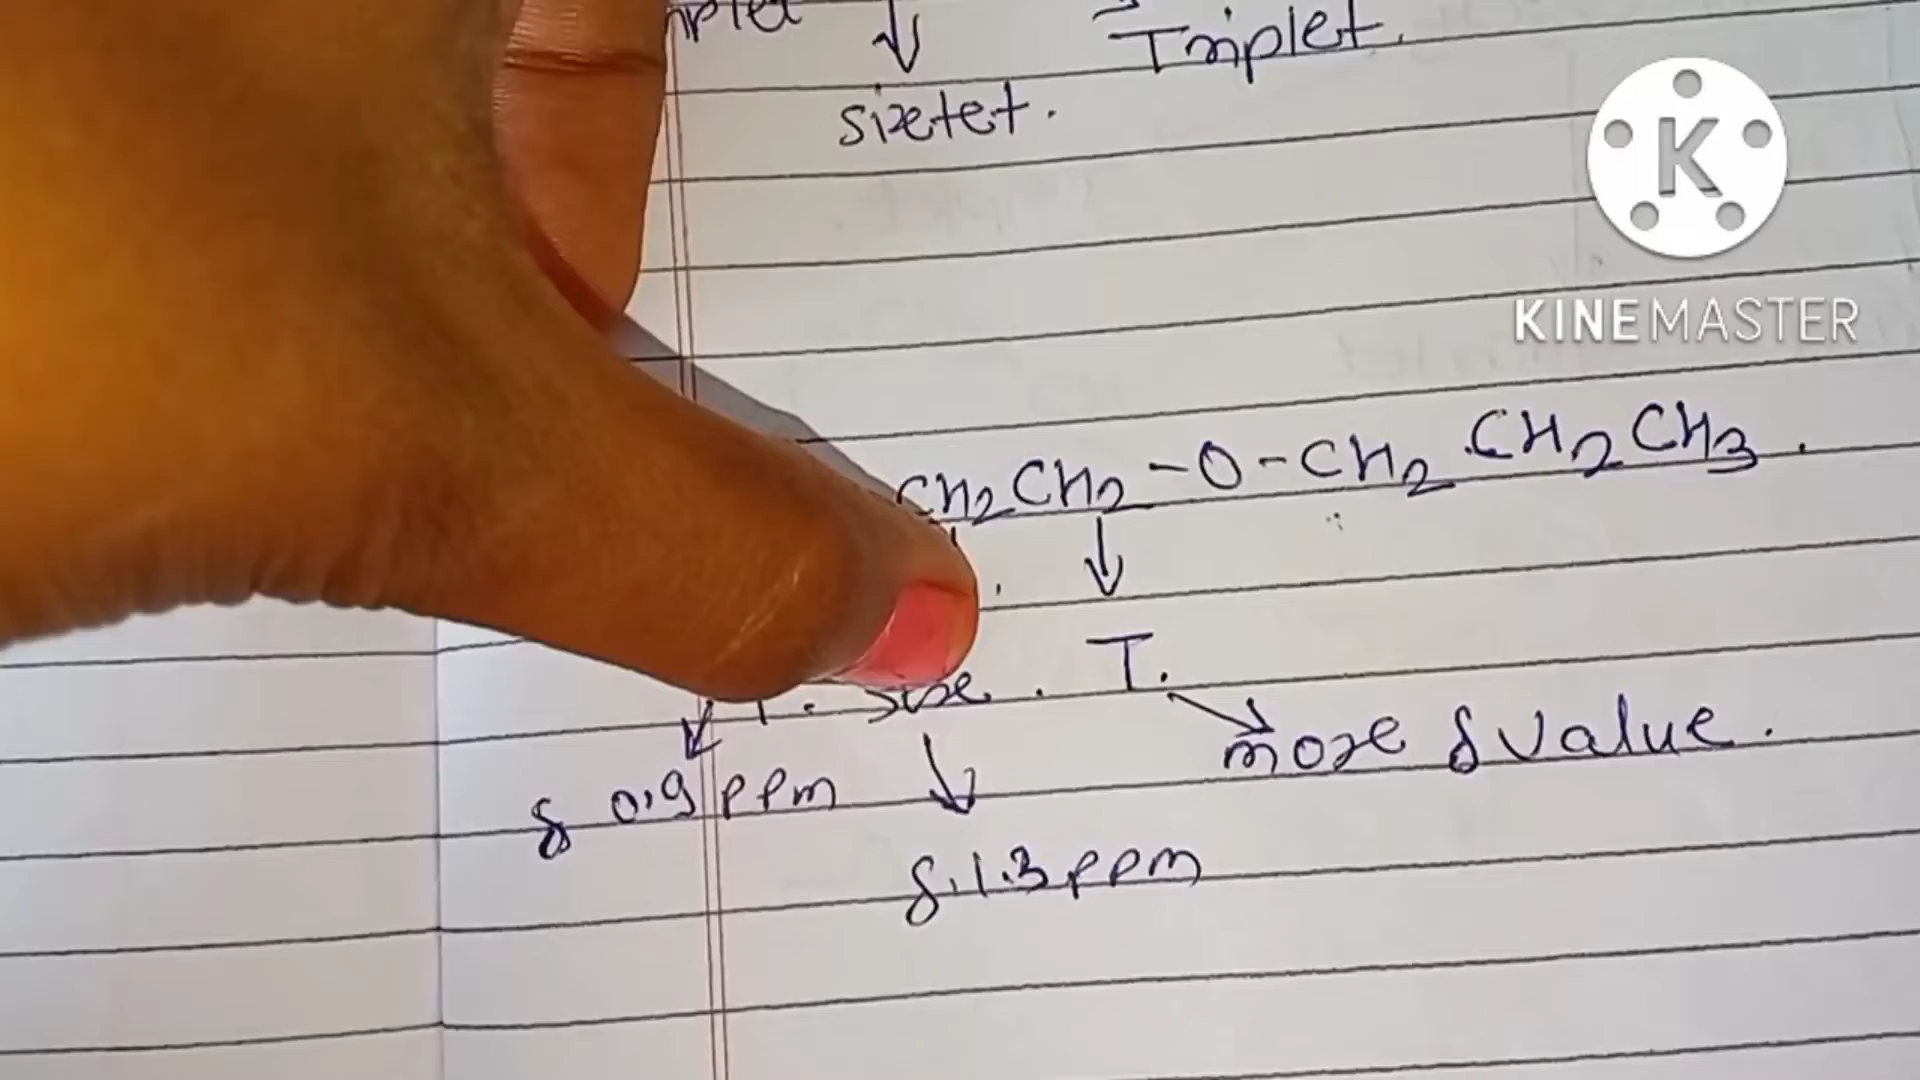 Triplet.
sixtet.
KINEMASTER
CH2CH2-O-CH2CH2CH3.
T.
more δ value.
δ 0.9 ppm
δ.1.3 ppm